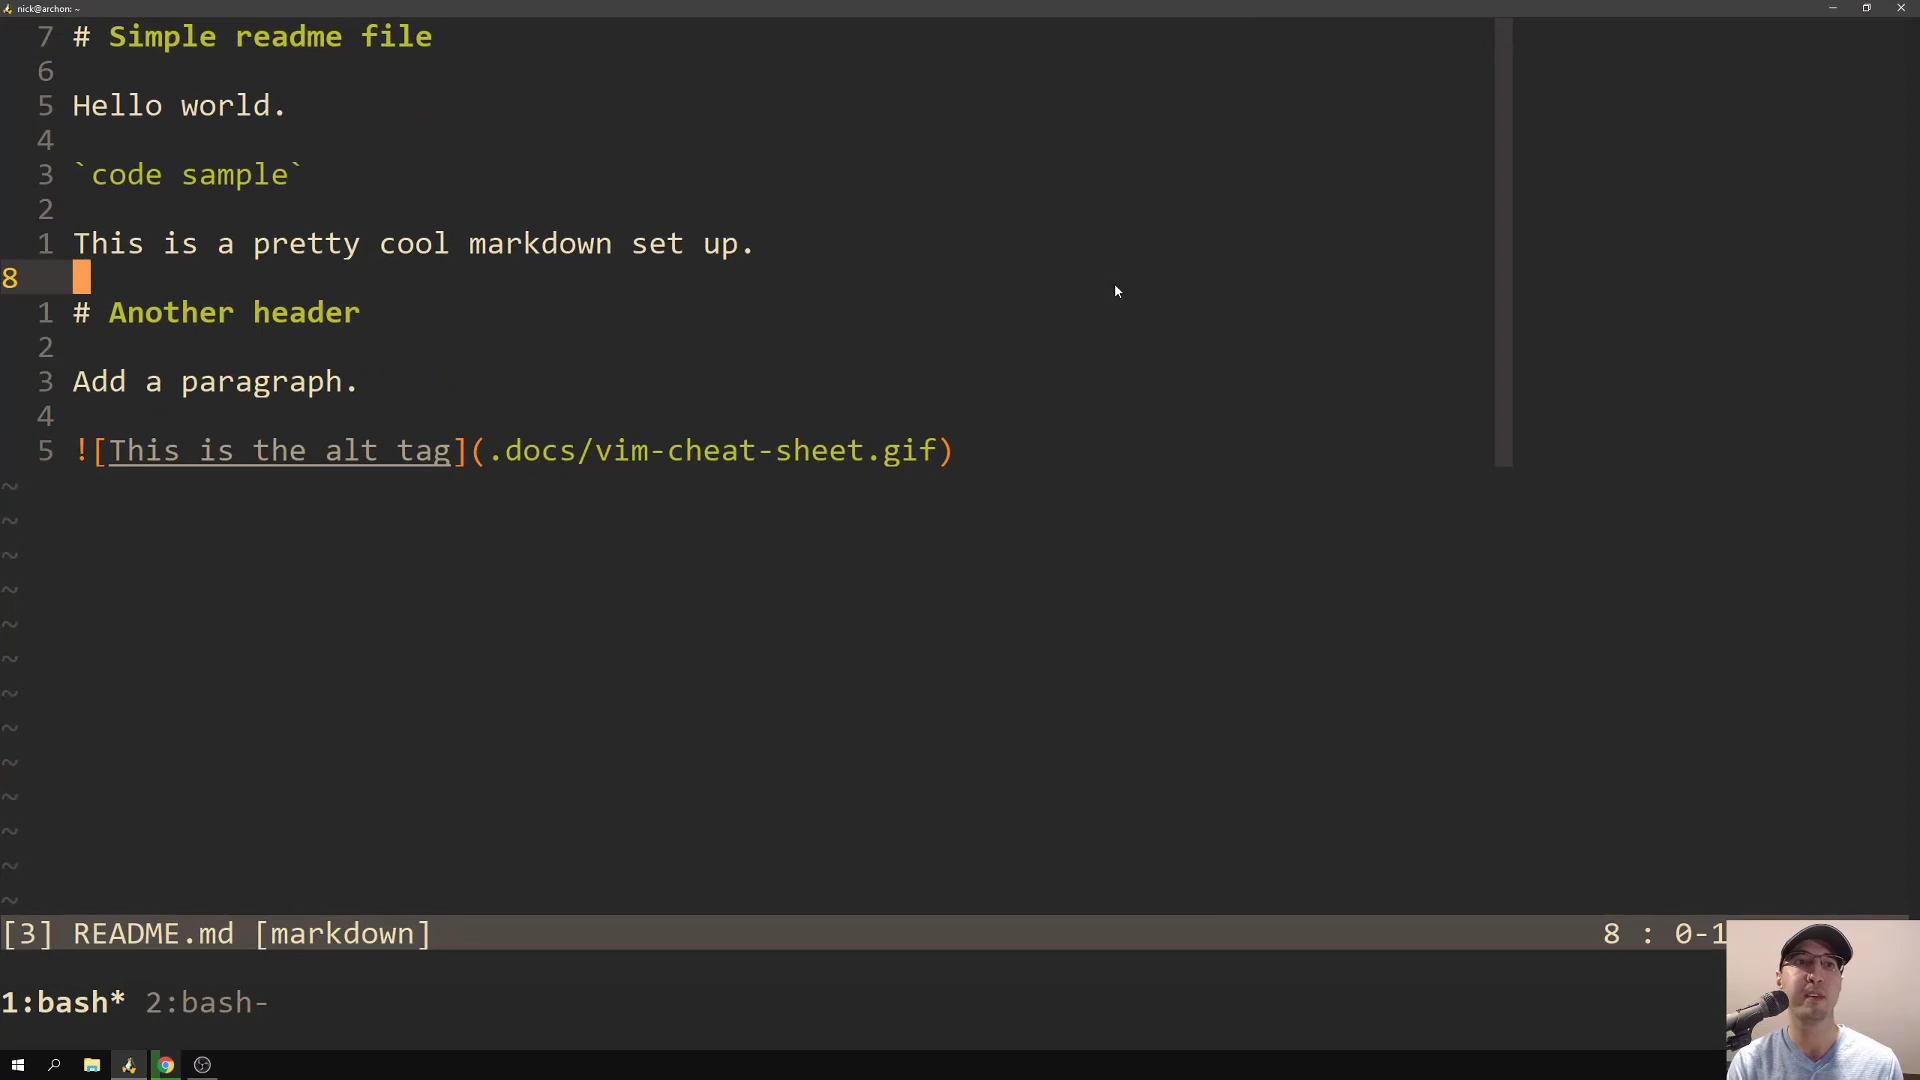 nick@archon: ~
7 # Simple readme file
6
5 Hello world.
4
3 `code sample`
2
1 This is a pretty cool markdown set up.
8
1 # Another header
2
3 Add a paragraph.
4
5 ![This is the alt tag](.docs/vim-cheat-sheet.gif)
~
~
~
~
~
~
~
~
~
~
~
~
~
[3] README.md [markdown] 8 : 0-1
1:bash* 2:bash-